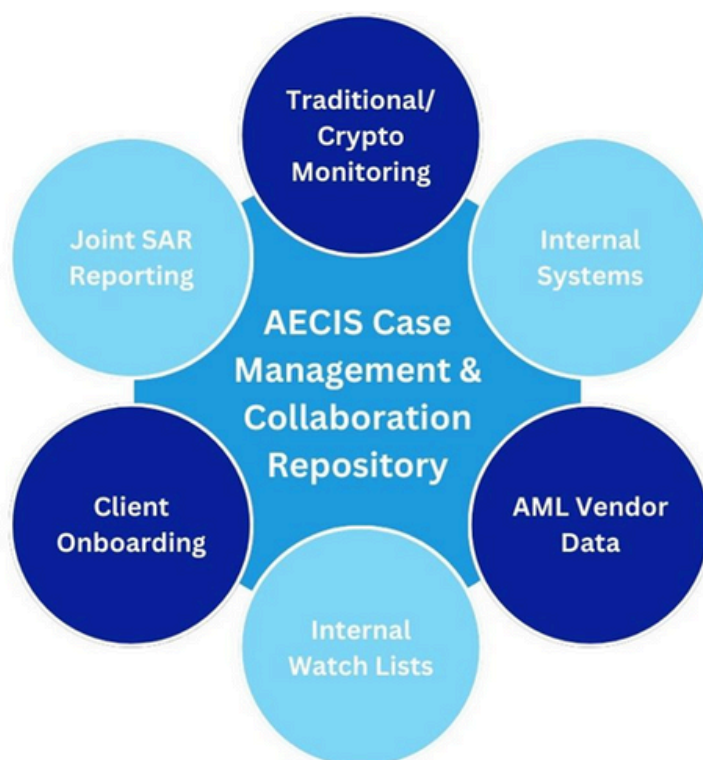 Traditional/
Crypto
Monitoring
Joint SAR
Reporting
Internal
Systems
AECIS Case
Management &
Collaboration
Repository
Client
Onboarding
AML Vendor
Data
Internal
Watch Lists